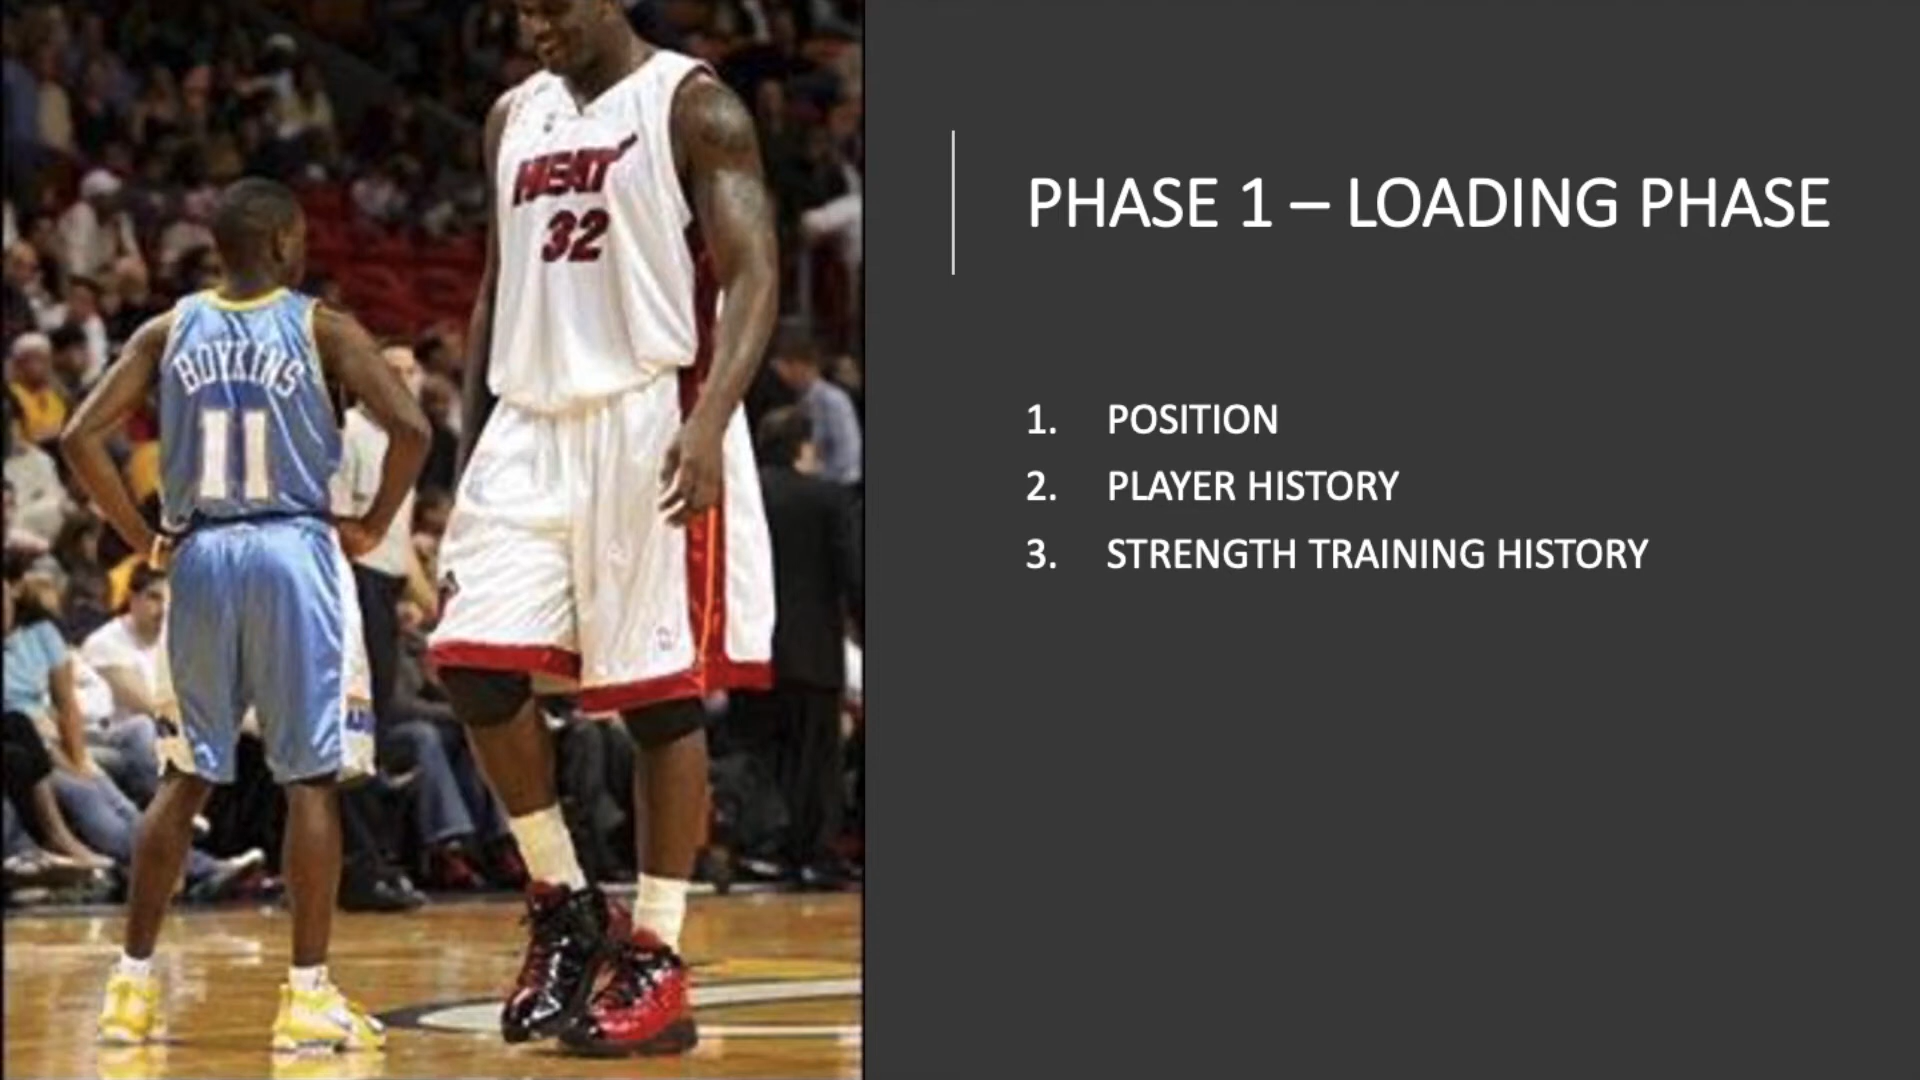 HEAT
32
BOYKINS
11
PHASE 1 – LOADING PHASE
1. POSITION
2. PLAYER HISTORY
3. STRENGTH TRAINING HISTORY